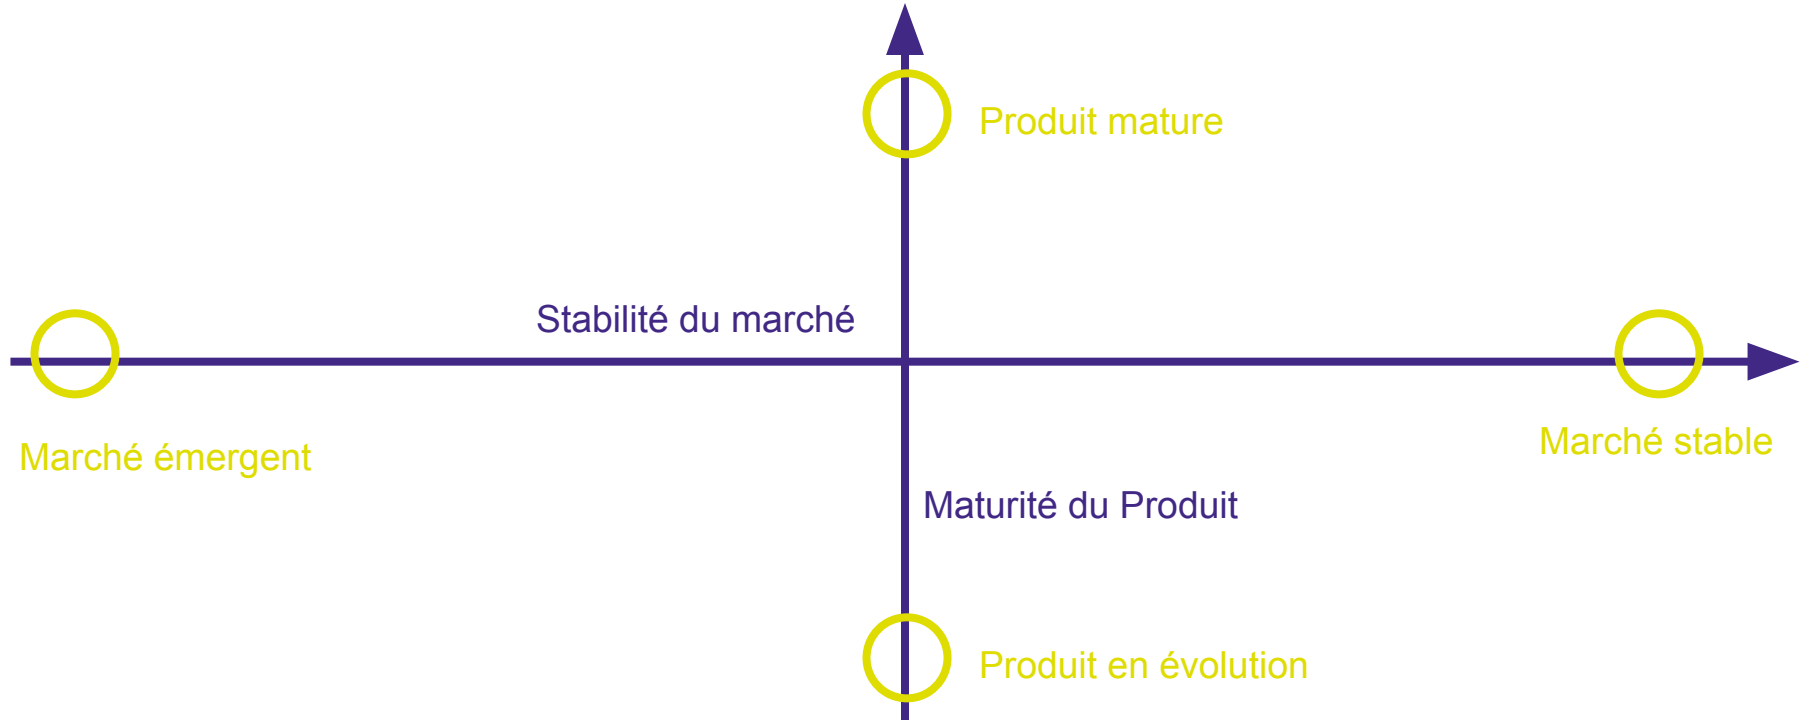 Produit mature
Stabilité du marché
Marché émergent
Marché stable
Maturité du Produit
Produit en évolution